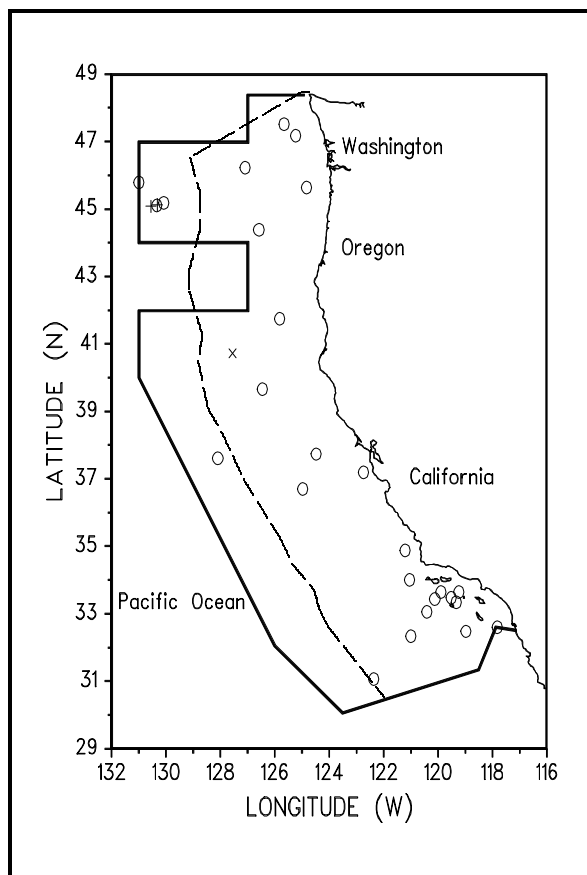 49
47
45
43
41
39
37
35
33
31
29
LATITUDE (N)
Washington
Oregon
California
Pacific Ocean
132 130 128 126 124 122 120 118 116
LONGITUDE (W)